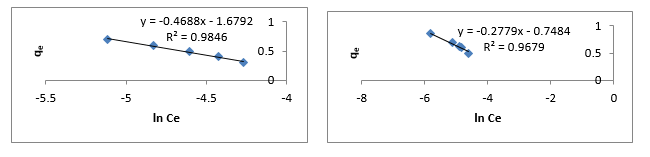 y = -0.4688x - 1.6792
R² = 0.9846
1
0.5
0
qe
-5.5
-5
-4.5
-4
ln Ce
y = -0.2779x - 0.7484
R² = 0.9679
1
0.5
0
qe
-8
-6
-4
-2
0
ln Ce